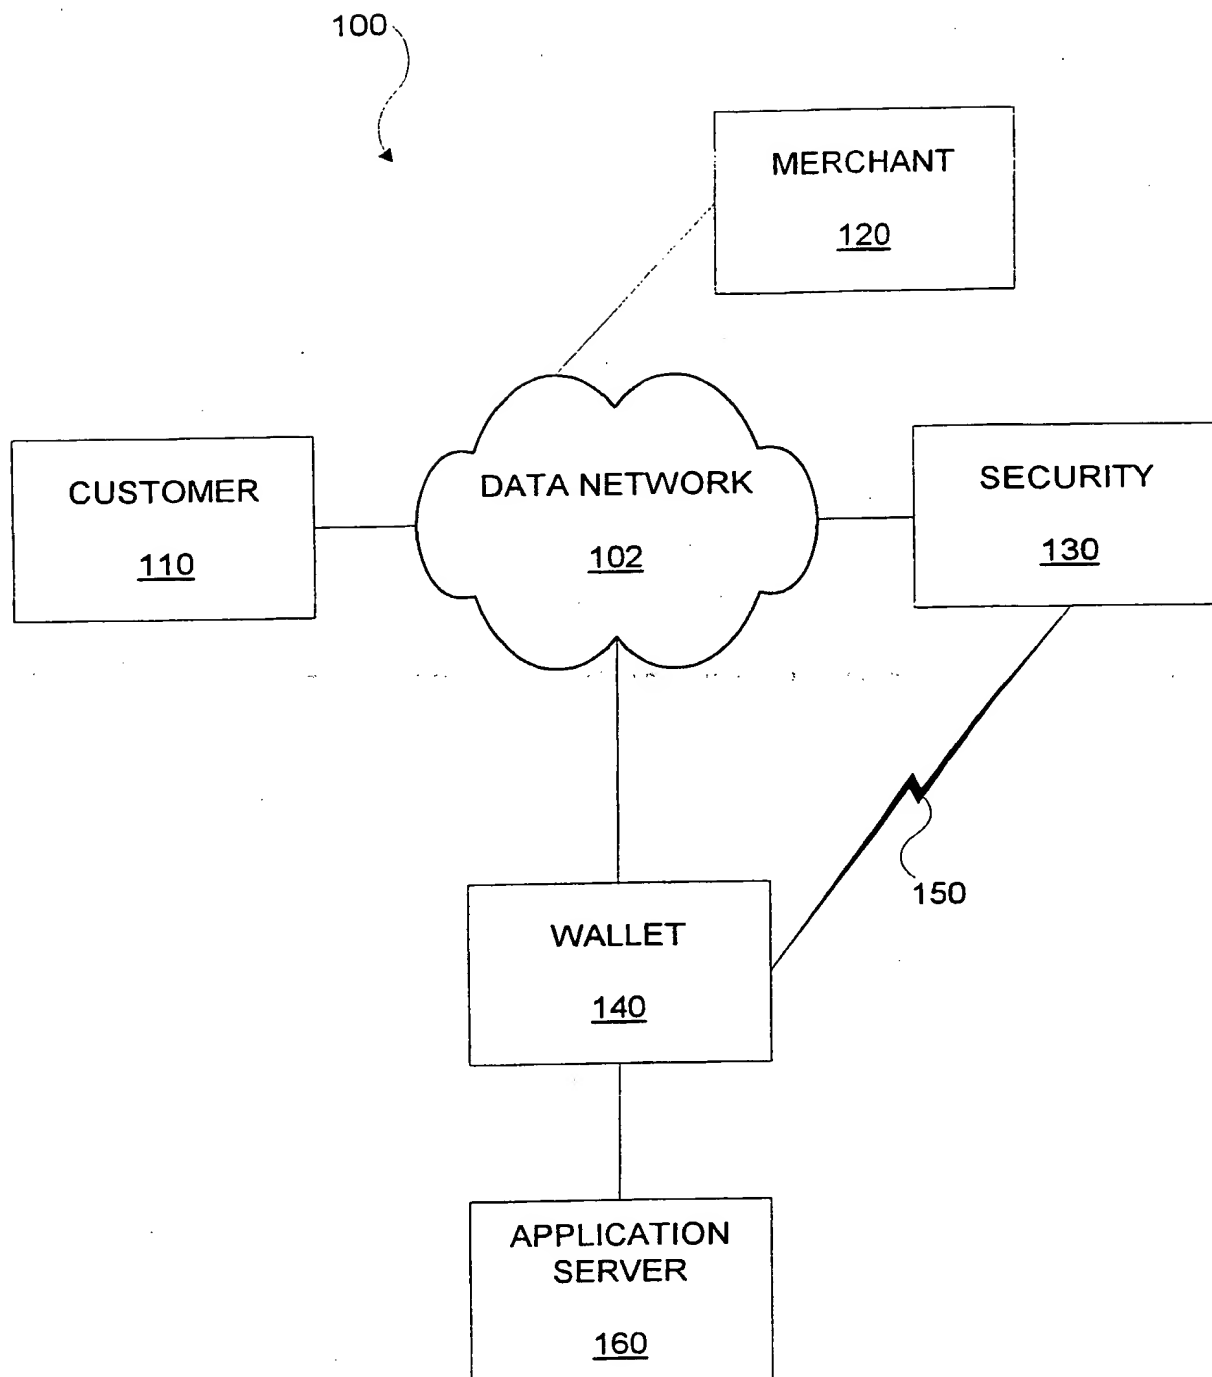 100
MERCHANT
120
CUSTOMER
110
DATA NETWORK
102
SECURITY
130
150
WALLET
140
APPLICATION
SERVER
160